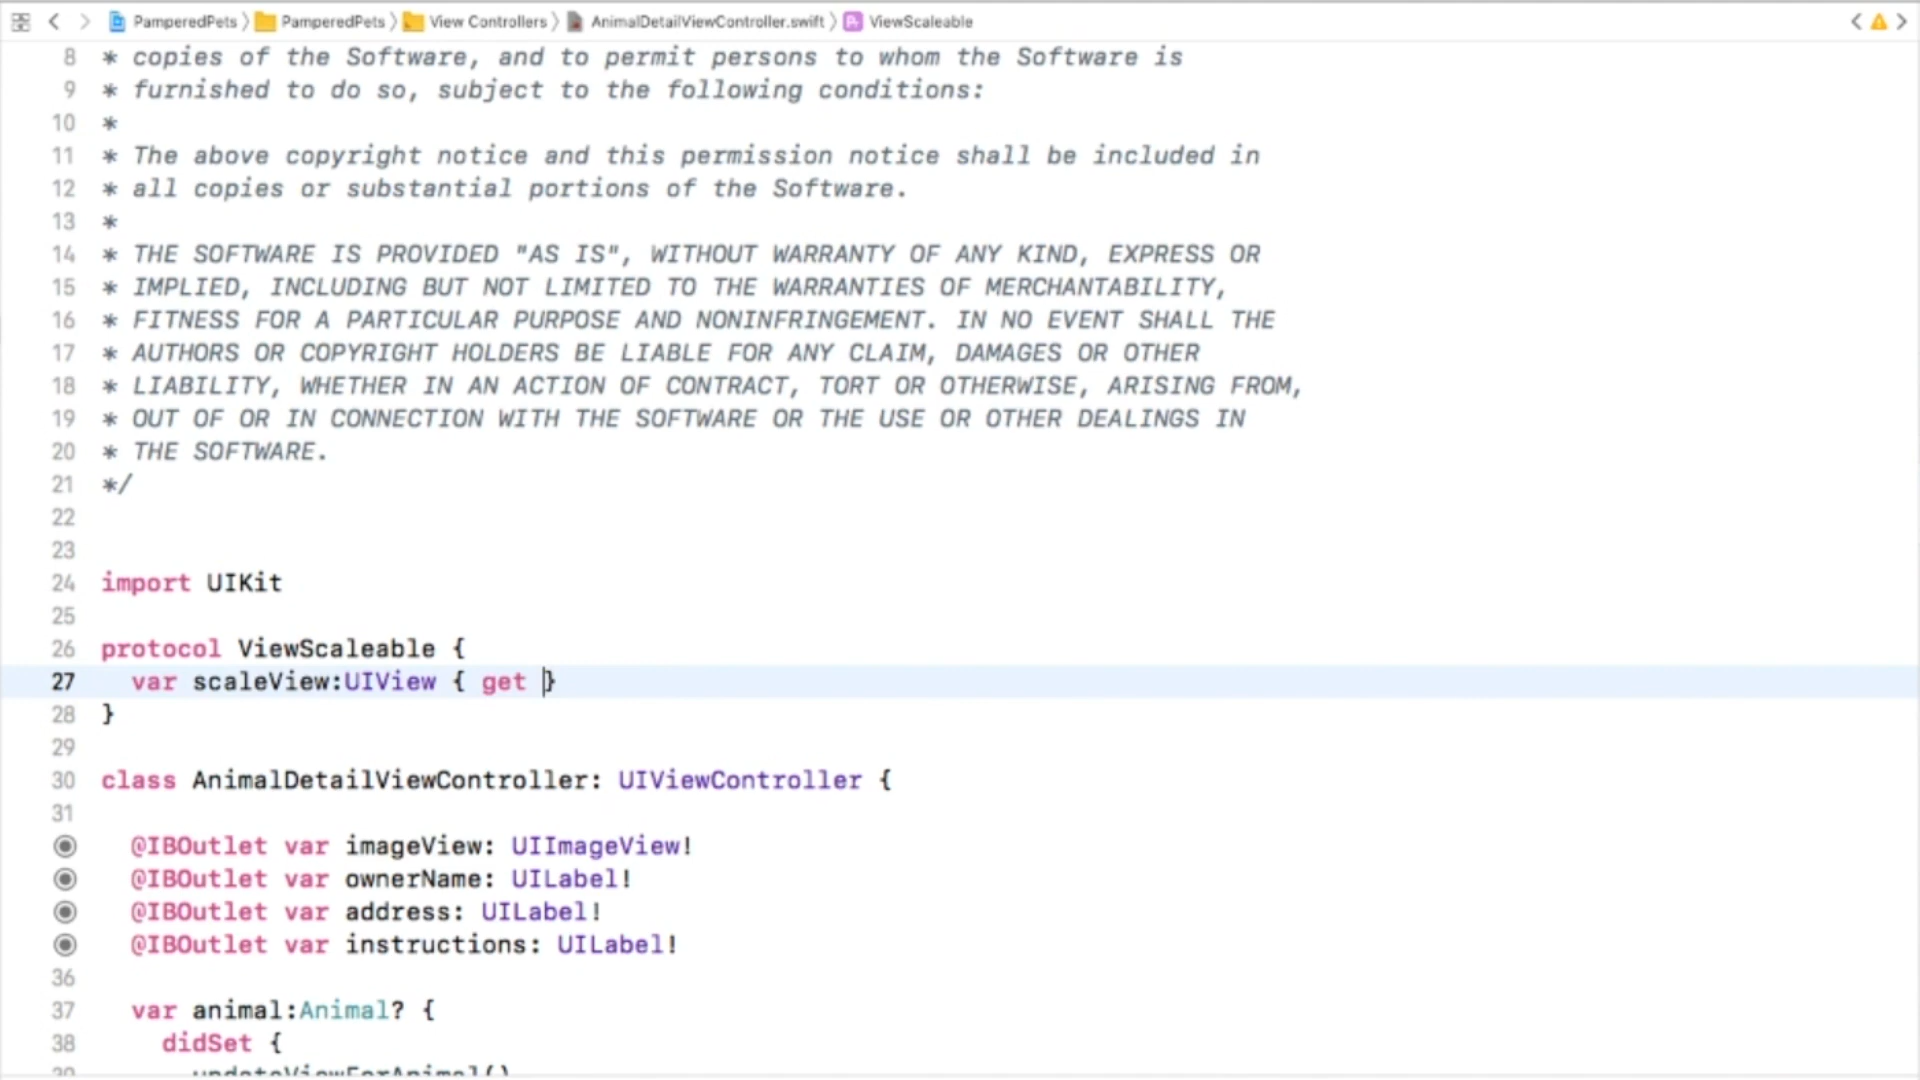 PamperedPets PamperedPets View Controllers AnimalDetailViewController.swift Pr ViewScaleable
8 * copies of the Software, and to permit persons to whom the Software is
9 * furnished to do so, subject to the following conditions:
10 *
11 * The above copyright notice and this permission notice shall be included in
12 * all copies or substantial portions of the Software.
13 *
14 * THE SOFTWARE IS PROVIDED "AS IS", WITHOUT WARRANTY OF ANY KIND, EXPRESS OR
15 * IMPLIED, INCLUDING BUT NOT LIMITED TO THE WARRANTIES OF MERCHANTABILITY,
16 * FITNESS FOR A PARTICULAR PURPOSE AND NONINFRINGEMENT. IN NO EVENT SHALL THE
17 * AUTHORS OR COPYRIGHT HOLDERS BE LIABLE FOR ANY CLAIM, DAMAGES OR OTHER
18 * LIABILITY, WHETHER IN AN ACTION OF CONTRACT, TORT OR OTHERWISE, ARISING FROM,
19 * OUT OF OR IN CONNECTION WITH THE SOFTWARE OR THE USE OR OTHER DEALINGS IN
20 * THE SOFTWARE.
21 */
22
23
24 import UIKit
25
26 protocol ViewScaleable {
27 var scaleView:UIView { get }
28 }
29
30 class AnimalDetailViewController: UIViewController {
31
@IBOutlet var imageView: UIImageView!
@IBOutlet var ownerName: UILabel!
@IBOutlet var address: UILabel!
@IBOutlet var instructions: UILabel!
36
37 var animal:Animal? {
38 didSet {
39 updateViewForAnimal()